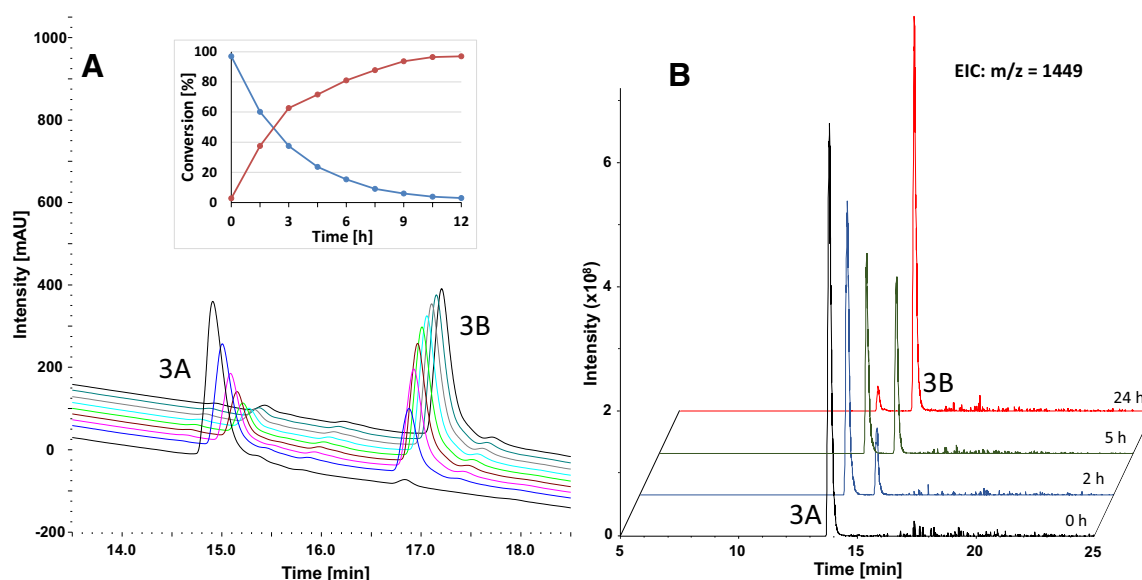 A
Intensity [mAU]
1000
800
600
400
200
0
-200
14.0
15.0
16.0
17.0
18.0
Time [min]
3A
3B
Conversion [%]
100
80
60
40
20
0
0
3
6
9
12
Time [h]
B
EIC: m/z = 1449
Intensity (x10⁸)
6
4
2
0
5
10
15
20
25
Time [min]
3A
3B
24 h
5 h
2 h
0 h